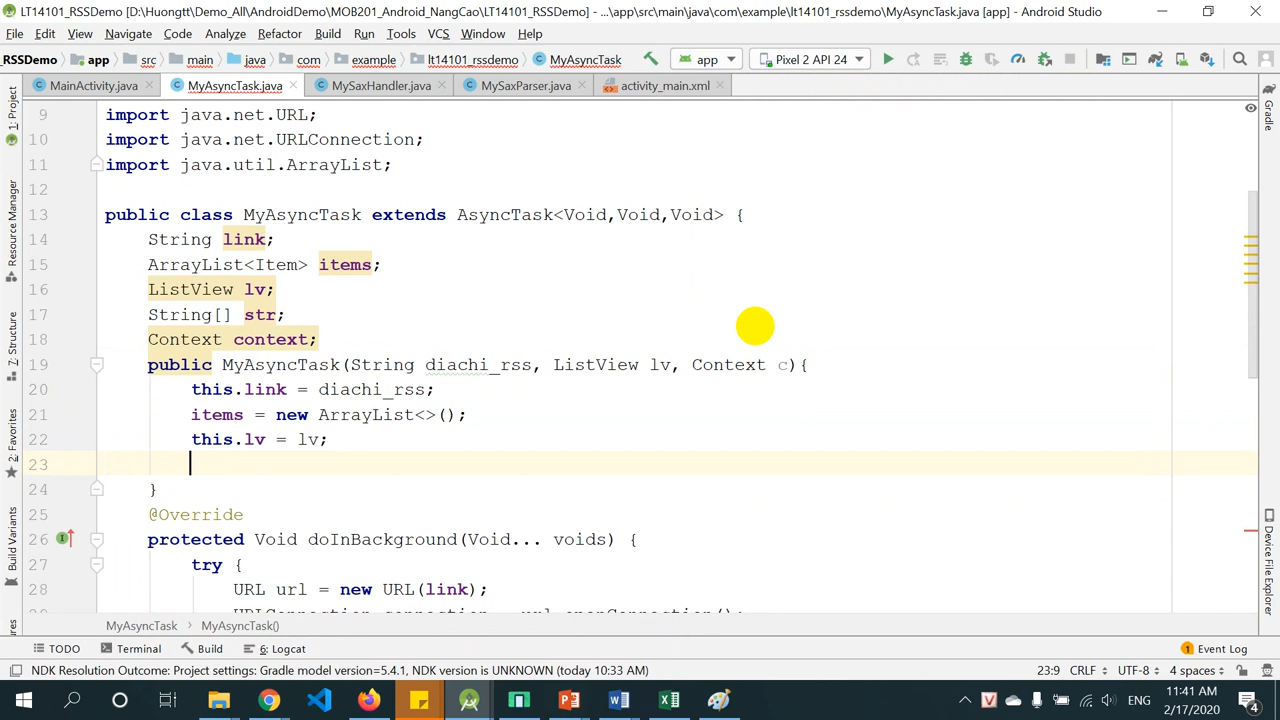 LT14101_RSSDemo [D:\Huongtt\Demo_All\AndroidDemo\MOB201_Android_NangCao\LT14101_RSSDemo] - ...\app\src\main\java\com\example\lt14101_rssdemo\MyAsyncTask.java [app] - Android Studio
File Edit View Navigate Code Analyze Refactor Build Run Tools VCS Window Help
_RSSDemo app src main java com example lt14101_rssdemo MyAsyncTask app Pixel 2 API 24
MainActivity.java MyAsyncTask.java MySaxHandler.java MySaxParser.java activity_main.xml
1: Project
Resource Manager
Z: Structure
2: Favorites
Build Variants
9 import java.net.URL;
10 import java.net.URLConnection;
11 import java.util.ArrayList;
12
13 public class MyAsyncTask extends AsyncTask<Void,Void,Void> {
14 String link;
15 ArrayList<Item> items;
16 ListView lv;
17 String[] str;
18 Context context;
19 public MyAsyncTask(String diachi_rss, ListView lv, Context c){
20 this.link = diachi_rss;
21 items = new ArrayList<>();
22 this.lv = lv;
23
24 }
25 @Override
26 protected Void doInBackground(Void... voids) {
27 try {
28 URL url = new URL(link);
Gradle
Device File Explorer
MyAsyncTask MyAsyncTask()
TODO Terminal Build 6: Logcat 1 Event Log
NDK Resolution Outcome: Project settings: Gradle model version=5.4.1, NDK version is UNKNOWN (today 10:33 AM) 23:9 CRLF UTF-8 4 spaces
ENG 11:41 AM
2/17/2020 4